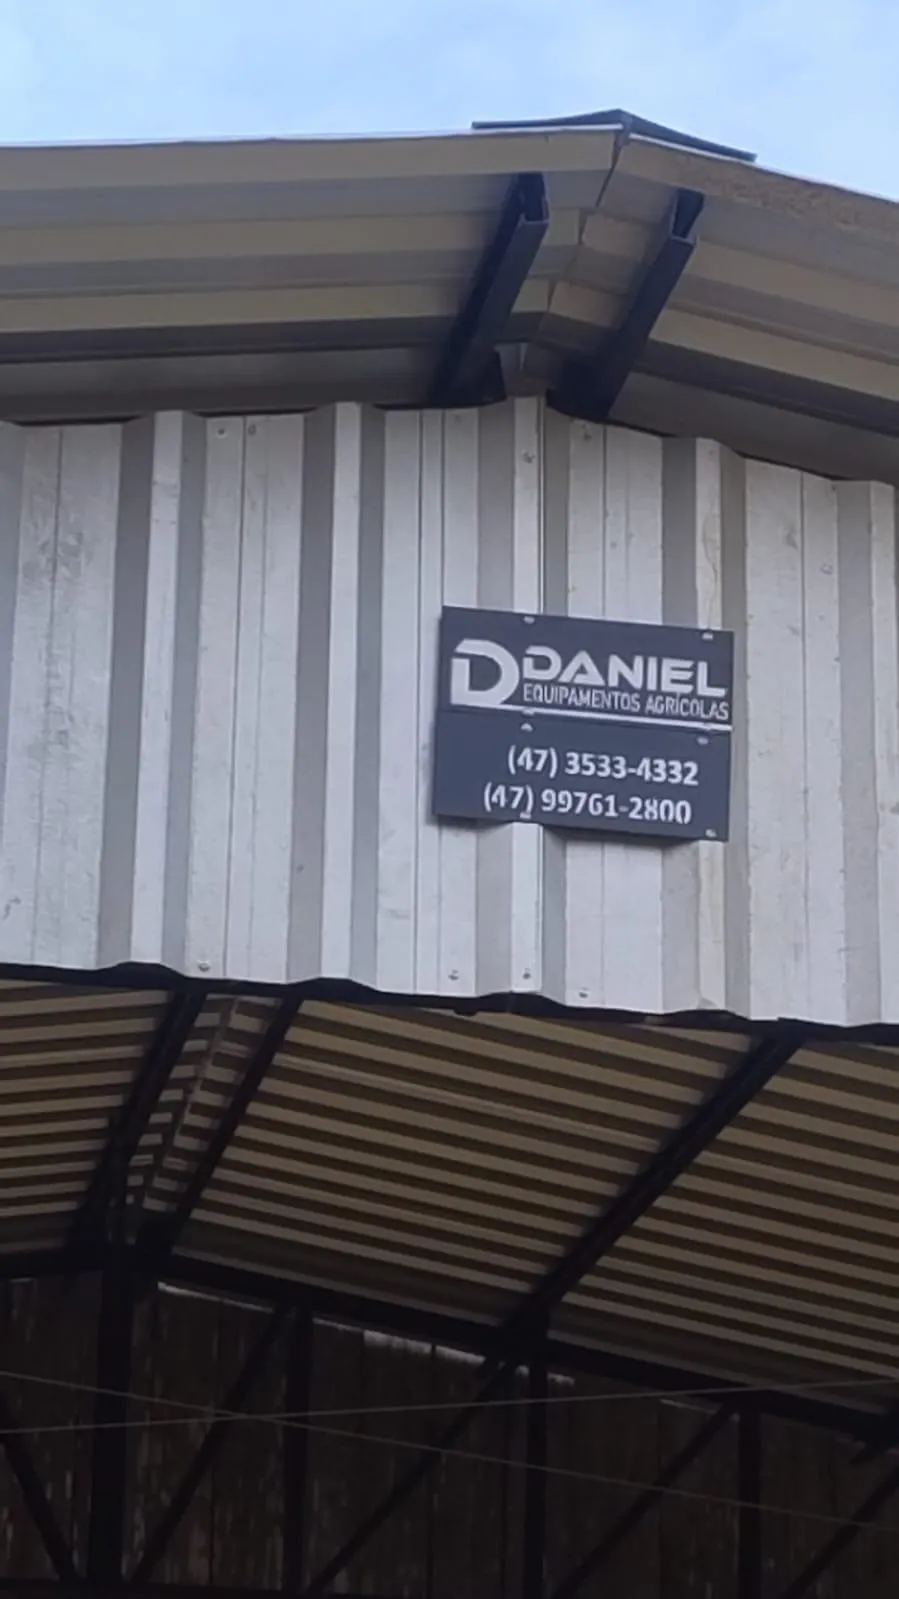 DANIEL
EQUIPAMENTOS AGRÍCOLAS
(47) 3533-4332
(47) 99761-2800